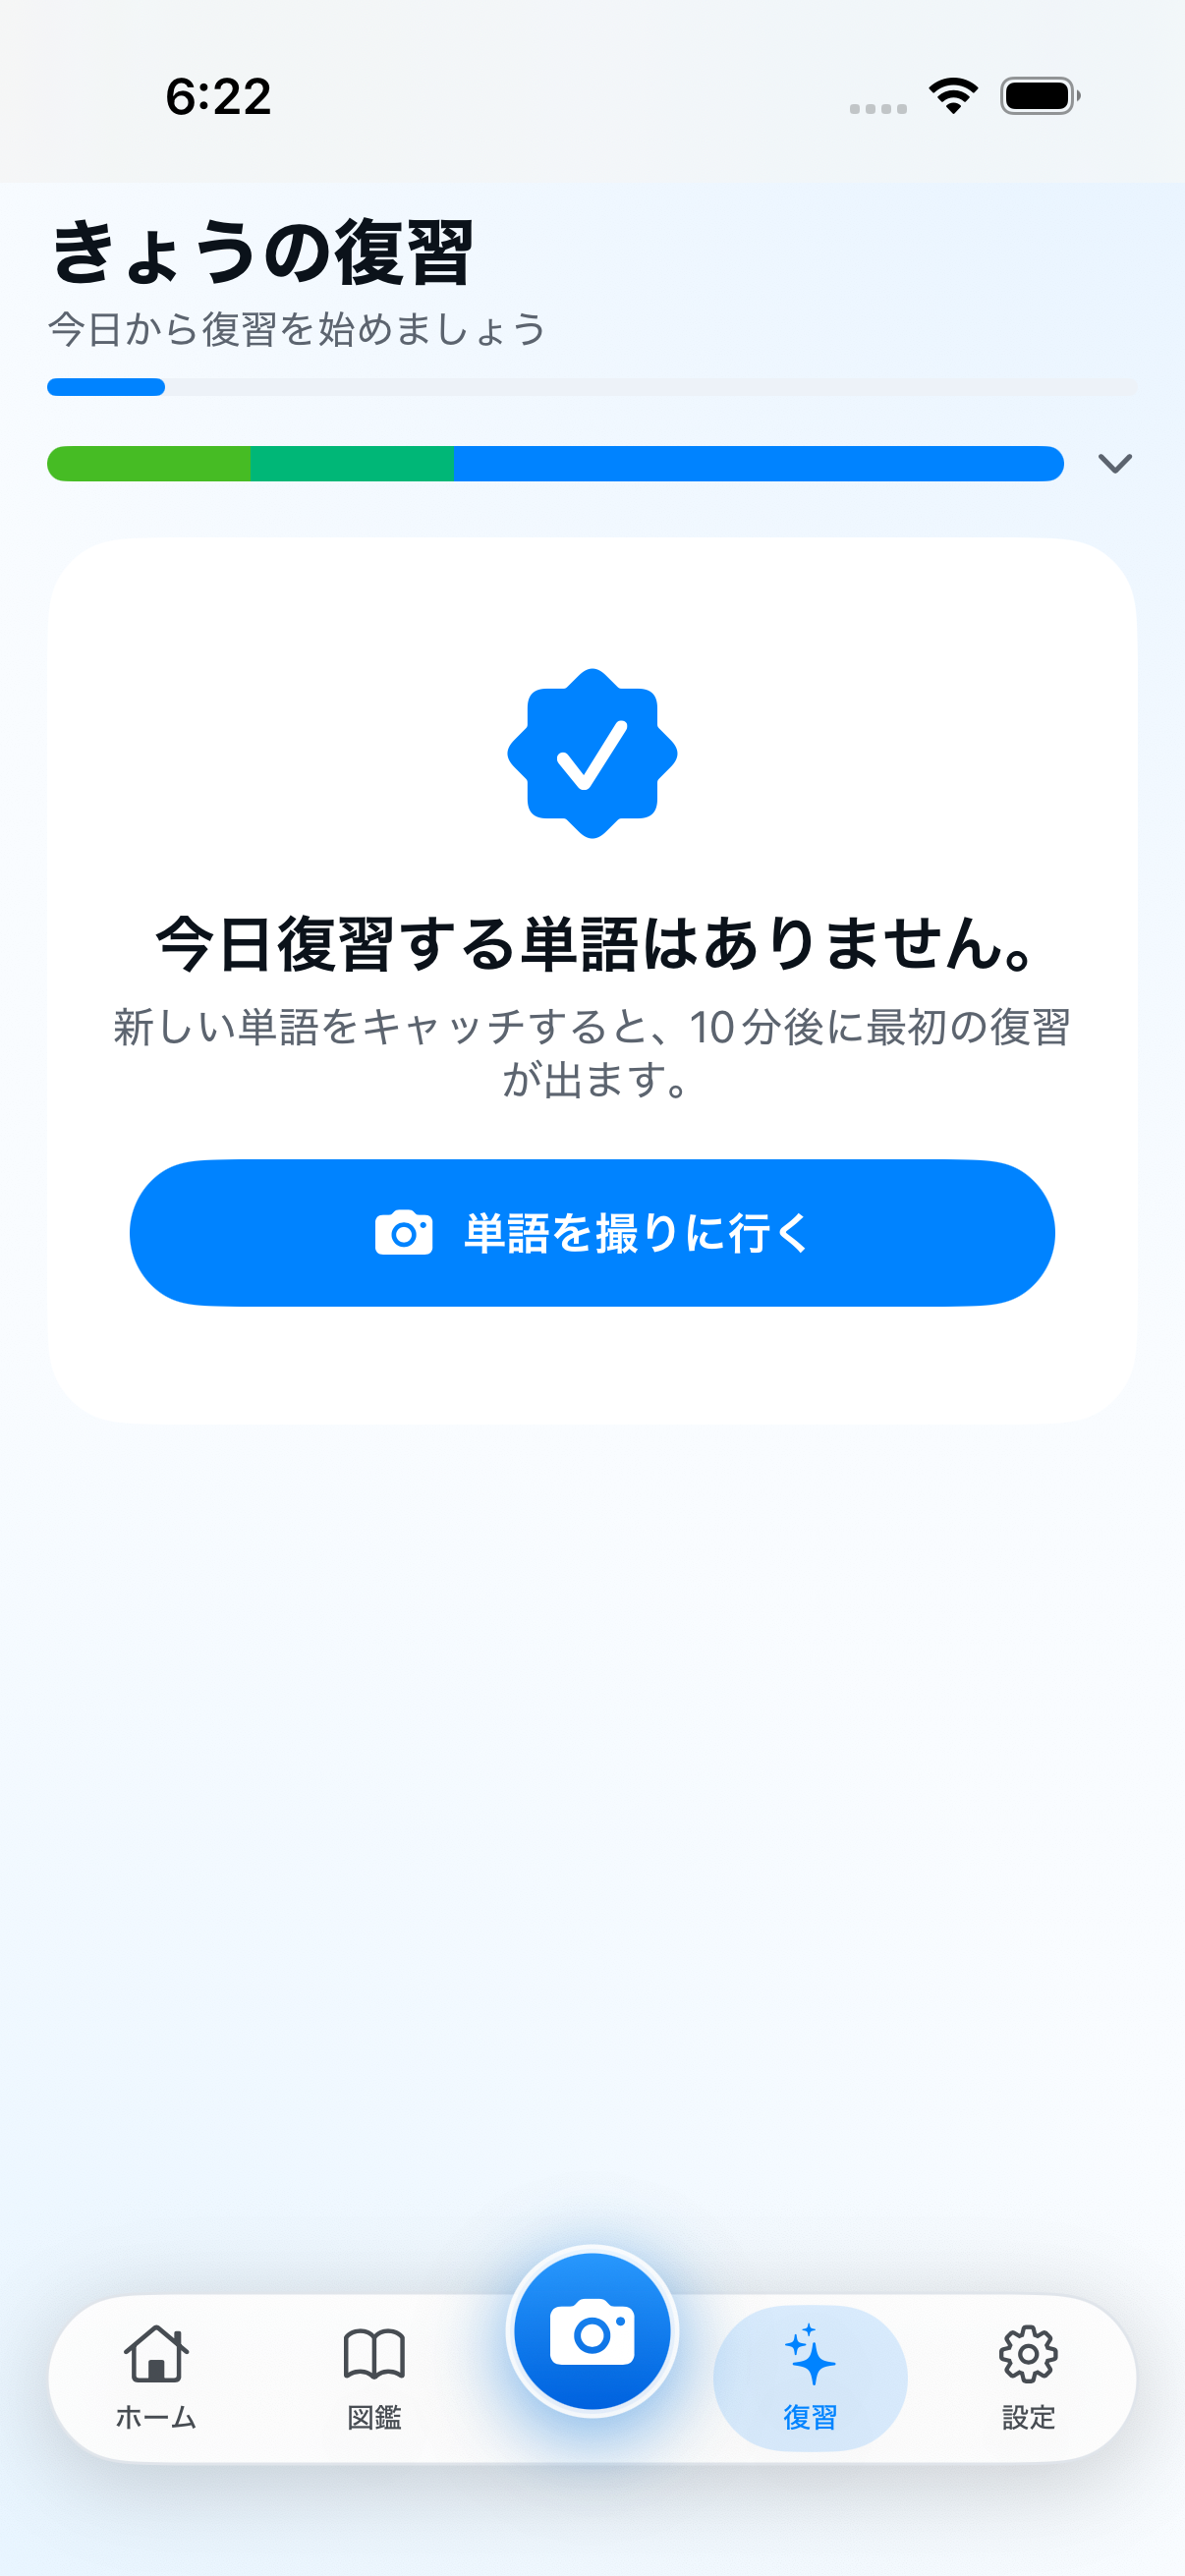 6:22
きょうの復習
今日から復習を始めましょう
今日復習する単語はありません。
新しい単語をキャッチすると、10分後に最初の復習
が出ます。
単語を撮りに行く
ホーム
図鑑
復習
設定